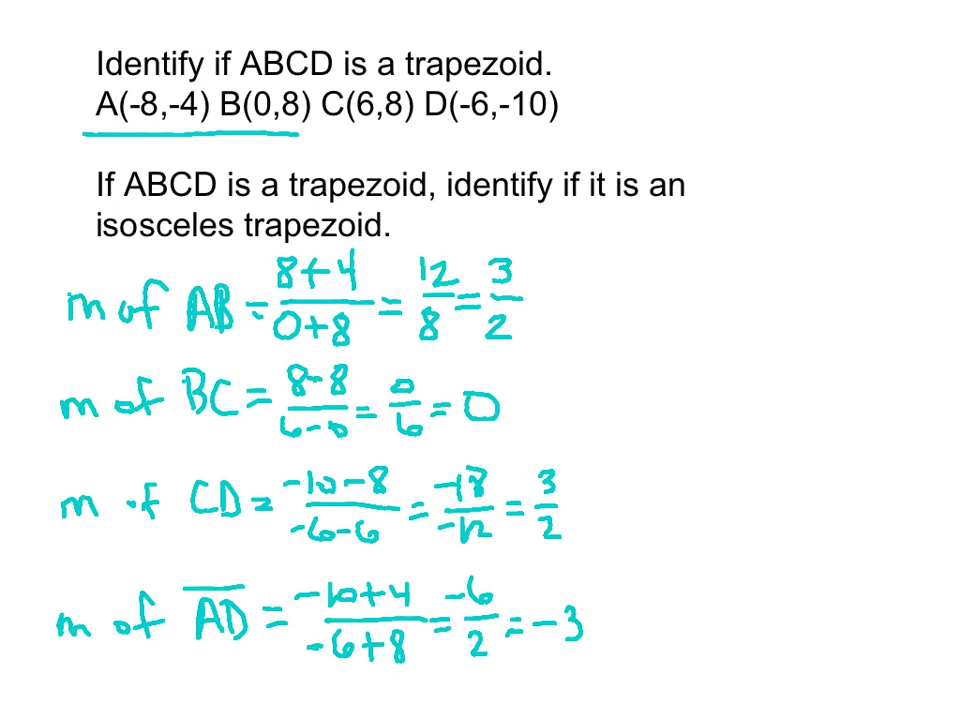 Identify if ABCD is a trapezoid.
A(-8,-4) B(0,8) C(6,8) D(-6,-10)
If ABCD is a trapezoid, identify if it is an
isosceles trapezoid.
m of AB = 8+4/0+8 = 12/8 = 3/2
m of BC = 8-8/6-0 = 0/6 = 0
m of CD = -10-8/-6-6 = -18/-12 = 3/2
m of A̅D̅ = -10+4/-6+8 = -6/2 = -3